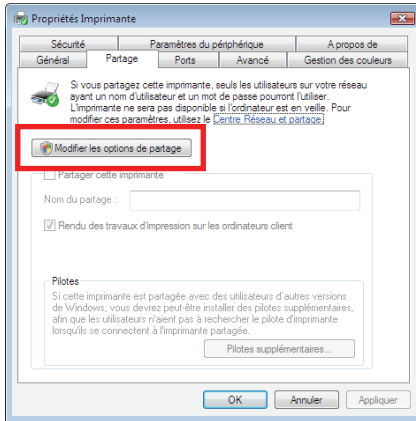 Propriétés Imprimante
Sécurité Paramètres du périphérique A propos de
Général Partage Ports Avancé Gestion des couleurs
Si vous partagez cette imprimante, seuls les utilisateurs sur votre réseau
ayant un nom d'utilisateur et un mot de passe pourront l'utiliser.
L'imprimante ne sera pas disponible si l'ordinateur est en veille. Pour
modifier ces paramètres, utilisez le Centre Réseau et partage.
Modifier les options de partage
Partager cette imprimante
Nom du partage :
Rendu des travaux d'impression sur les ordinateurs client
Pilotes
Si cette imprimante est partagée avec des utilisateurs d'autres versions
de Windows, vous devrez peut-être installer des pilotes supplémentaires,
afin que les utilisateurs n'aient pas à rechercher le pilote d'imprimante
lorsqu'ils se connectent à l'imprimante partagée.
Pilotes supplémentaires...
OK Annuler Appliquer